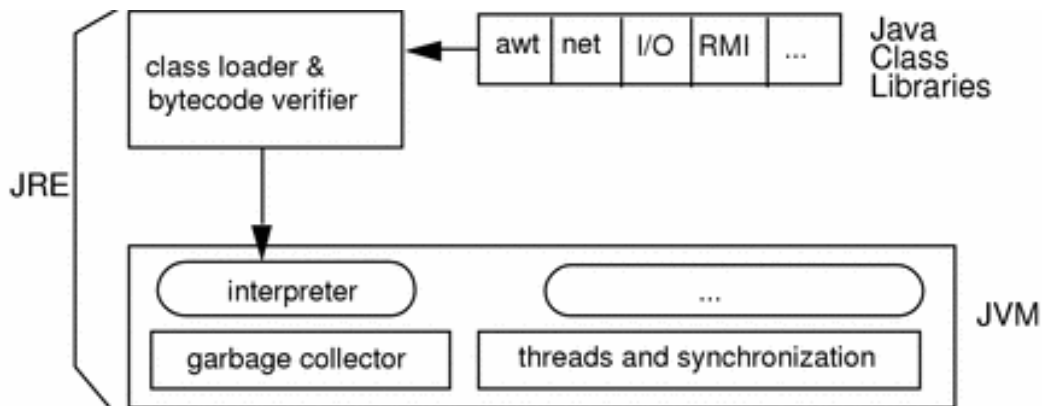 class loader &
bytecode verifier
awt net I/O RMI ...
Java
Class
Libraries
JRE
interpreter
...
JVM
garbage collector
threads and synchronization